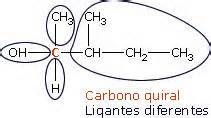 CH₃ CH₃
OH C CH CH₂ CH₃
H
Carbono quiral
Ligantes diferentes